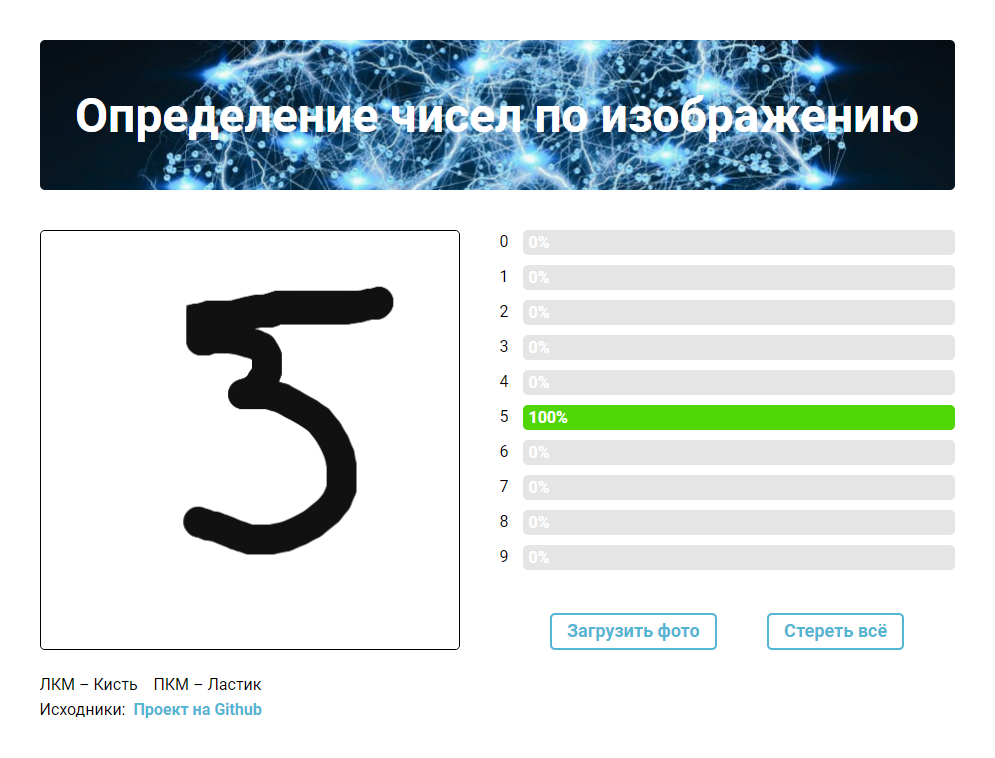 Определение чисел по изображению
5
0 0%
1 0%
2 0%
3 0%
4 0%
5 100%
6 0%
7 0%
8 0%
9 0%
Загрузить фото Стереть всё
ЛКМ – Кисть ПКМ – Ластик
Исходники: Проект на Github